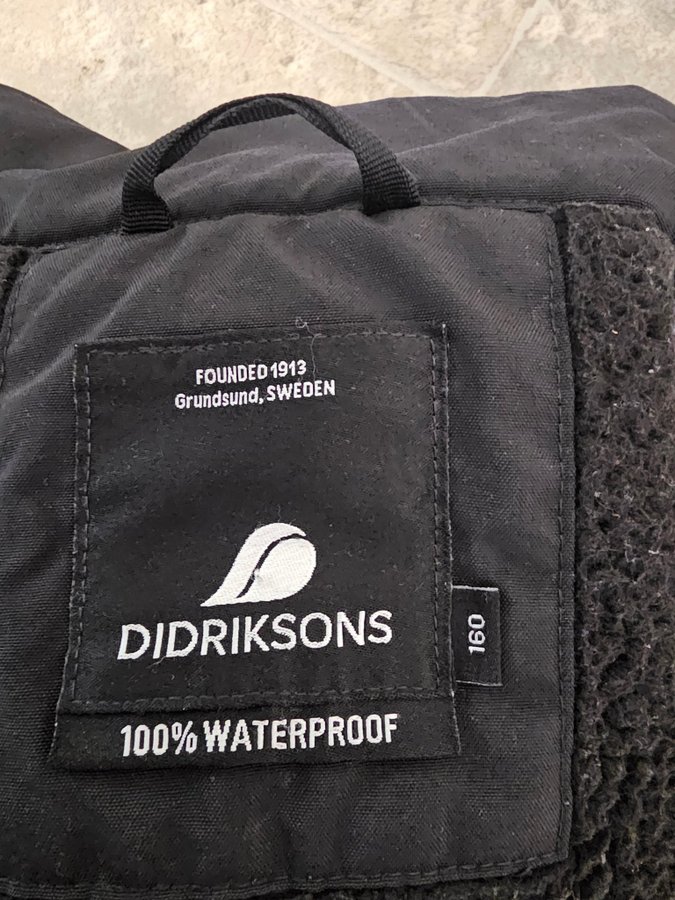 FOUNDED 1913
Grundsund, SWEDEN
DIDRIKSONS
160
100% WATERPROOF